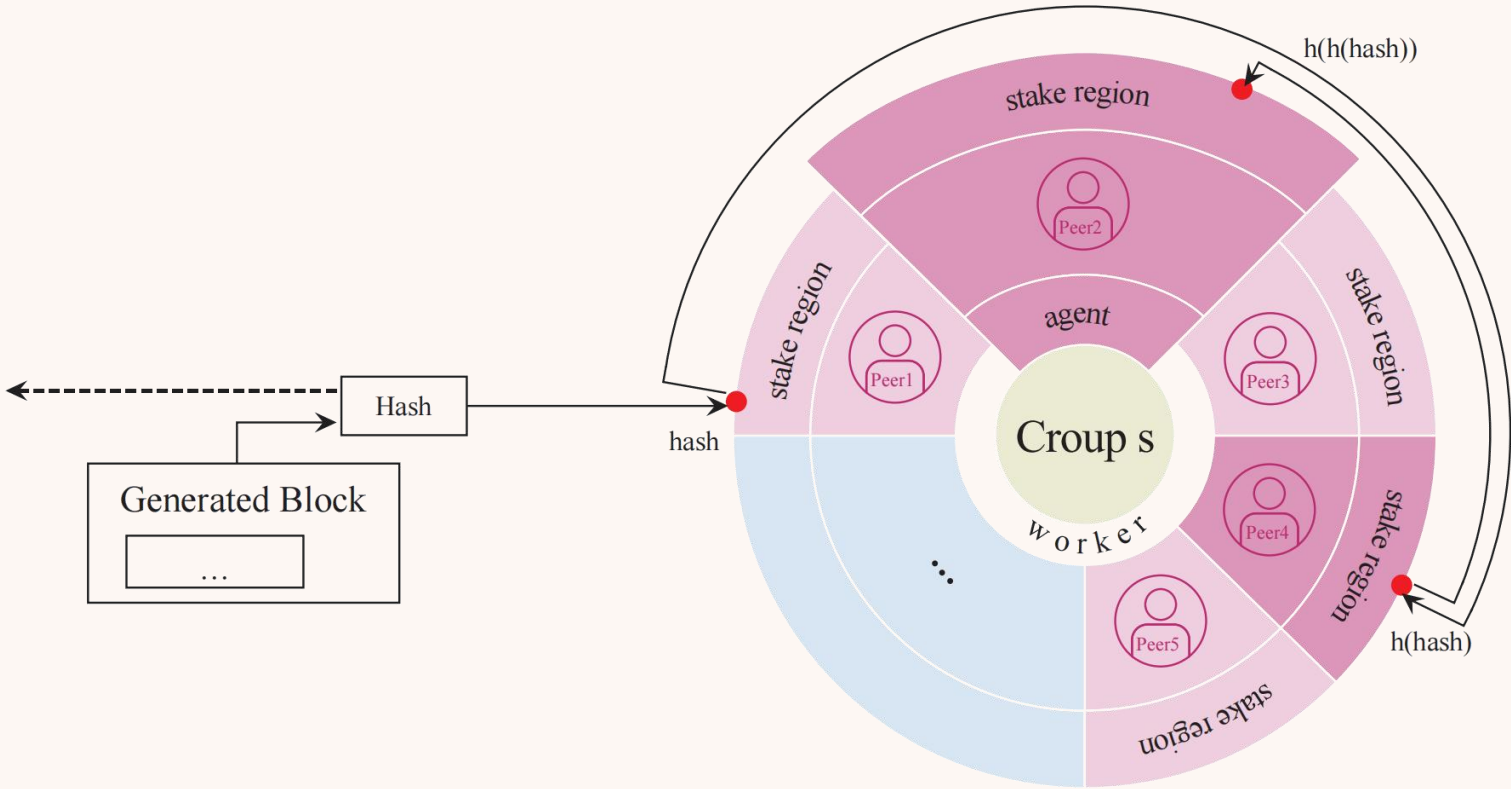 h(h(hash))
stake region
Peer2
agent
stake region
Peer1
stake region
Peer3
Hash
hash
Croup s
worker
Generated Block
...
...
Peer4
stake region
h(hash)
Peer5
stake region